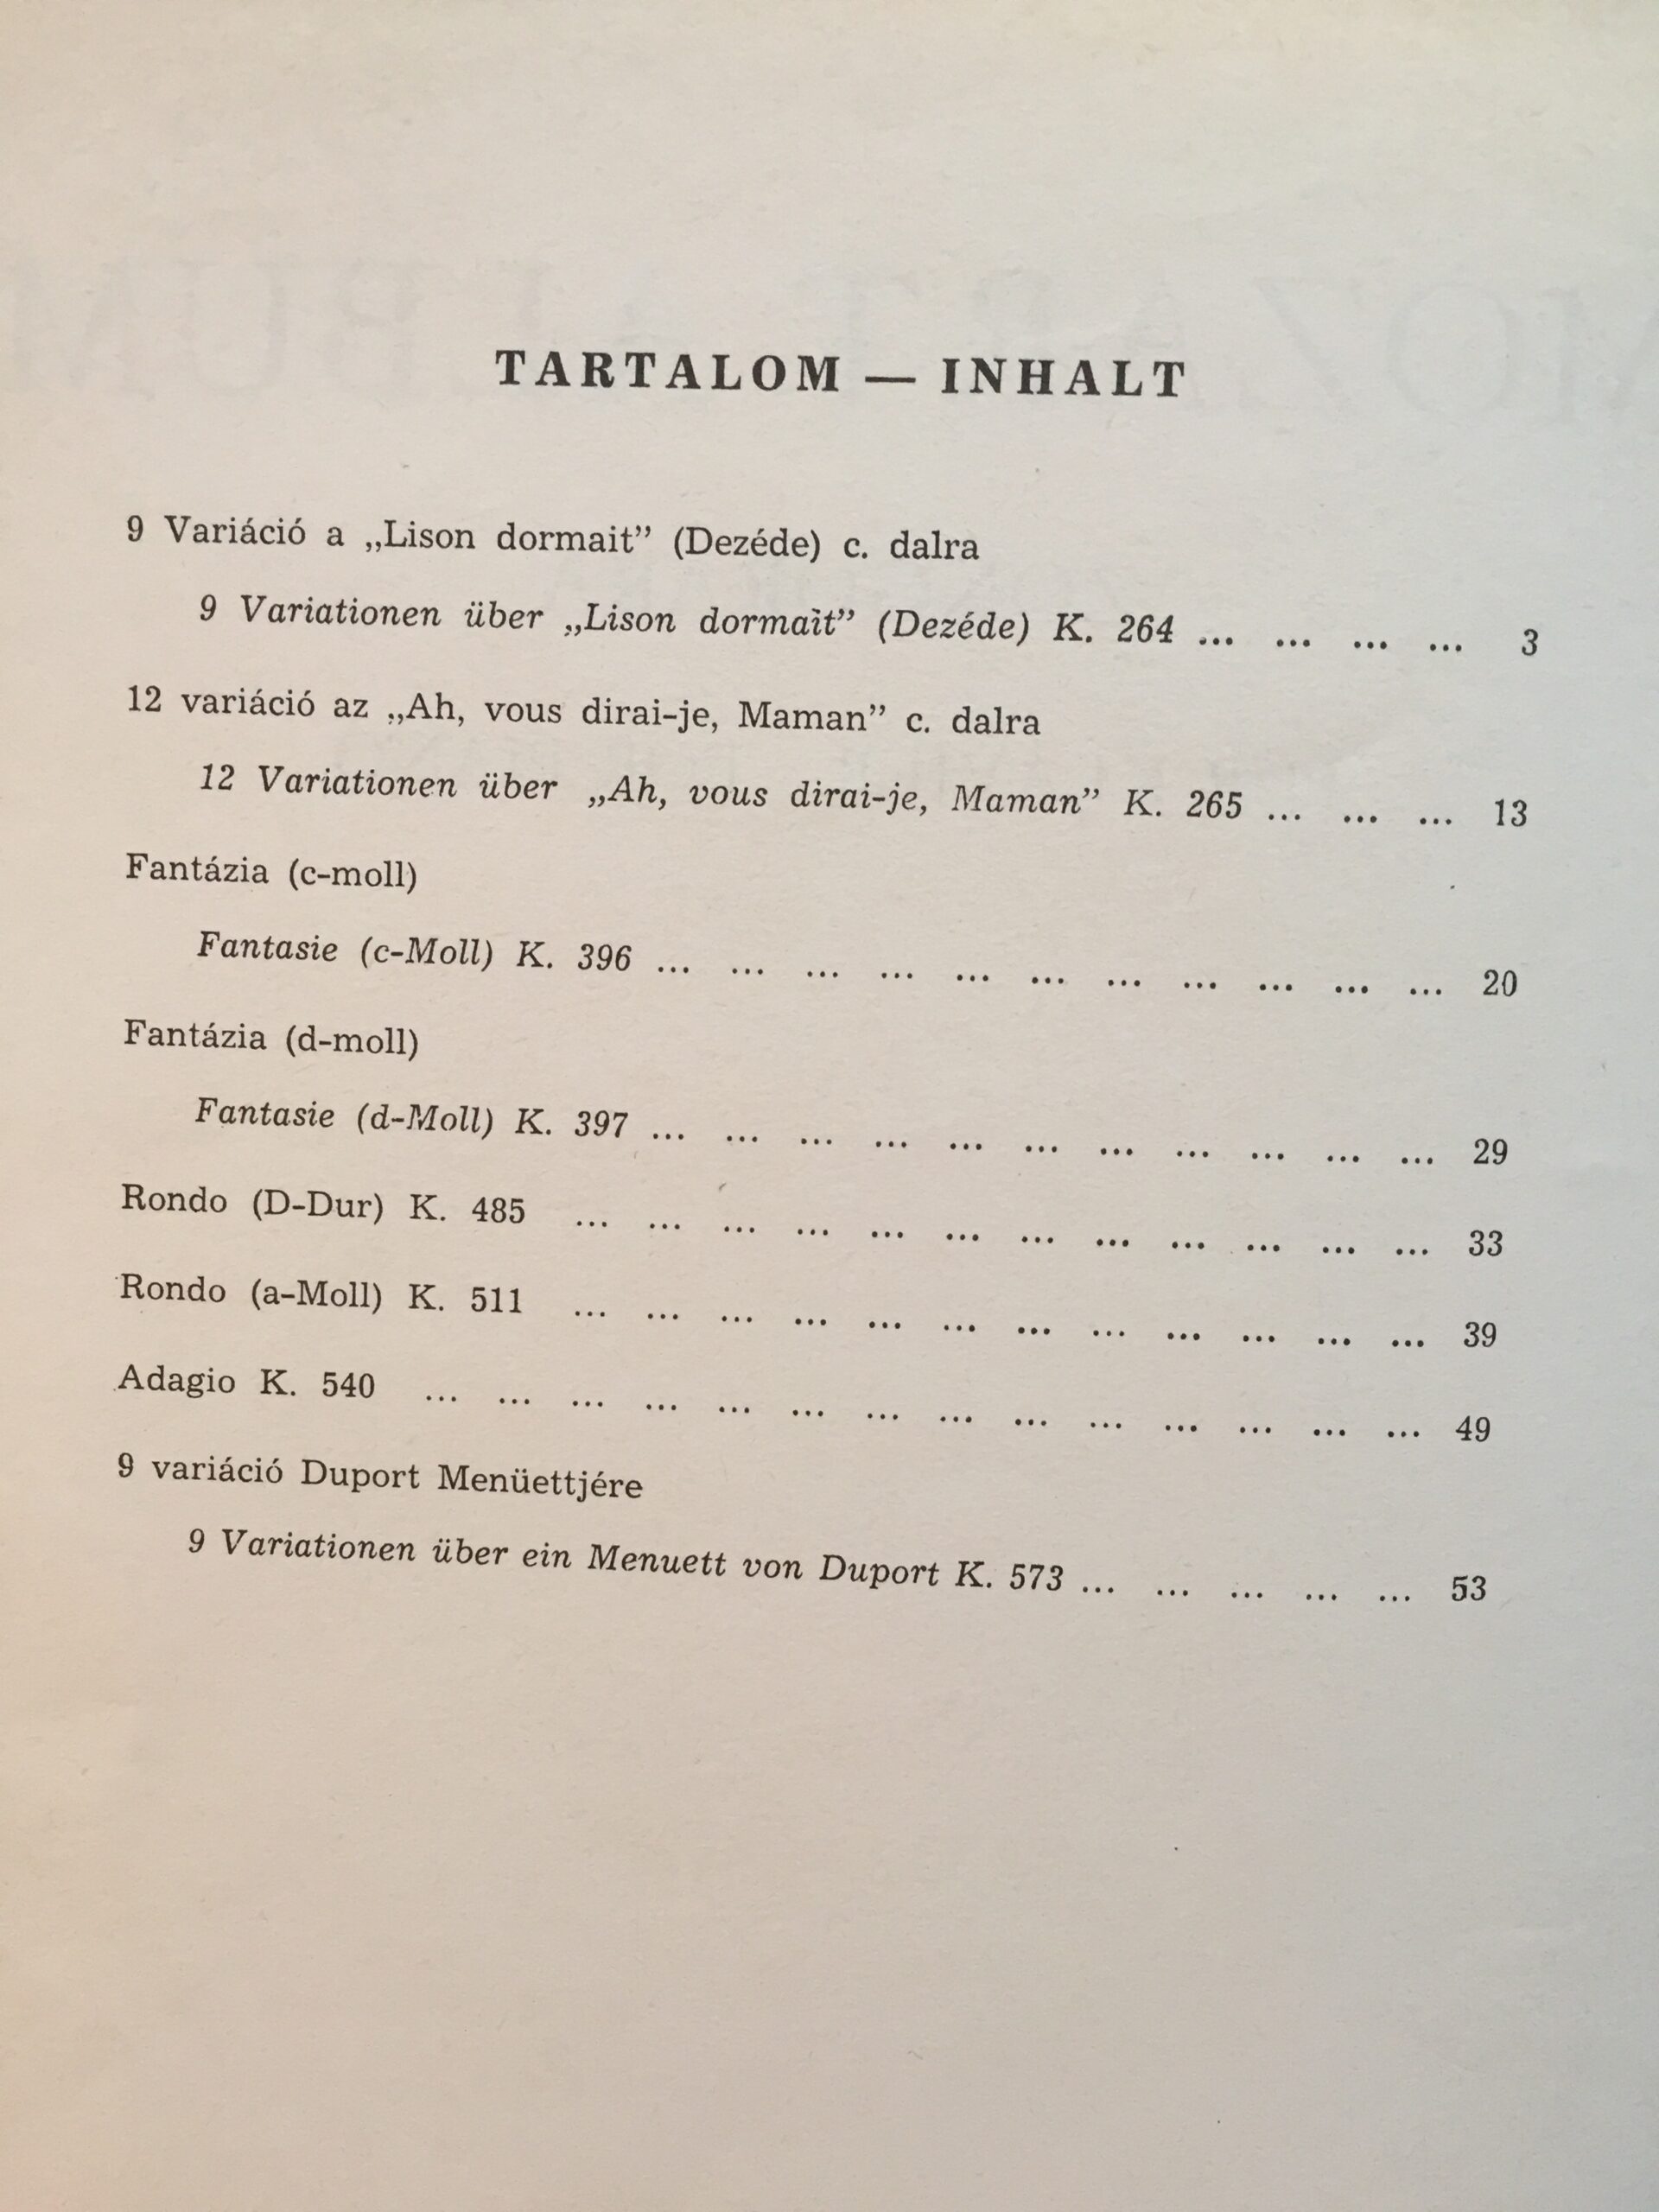 TARTALOM — INHALT
9 Variáció a „Lison dormait” (Dezéde) c. dalra
9 Variationen über „Lison dormait” (Dezéde) K. 264 ... ... ... ... 3
12 variáció az „Ah, vous dirai-je, Maman” c. dalra
12 Variationen über „Ah, vous dirai-je, Maman” K. 265 ... ... ... 13
Fantázia (c-moll)
Fantasie (c-Moll) K. 396 ... ... ... ... ... ... ... ... ... ... ... 20
Fantázia (d-moll)
Fantasie (d-Moll) K. 397 ... ... ... ... ... ... ... ... ... ... ... 29
Rondo (D-Dur) K. 485 ... ... ... ... ... ... ... ... ... ... ... ... 33
Rondo (a-Moll) K. 511 ... ... ... ... ... ... ... ... ... ... ... ... 39
Adagio K. 540 ... ... ... ... ... ... ... ... ... ... ... ... ... ... 49
9 variáció Duport Menüettjére
9 Variationen über ein Menuett von Duport K. 573 ... ... ... ... ... 53